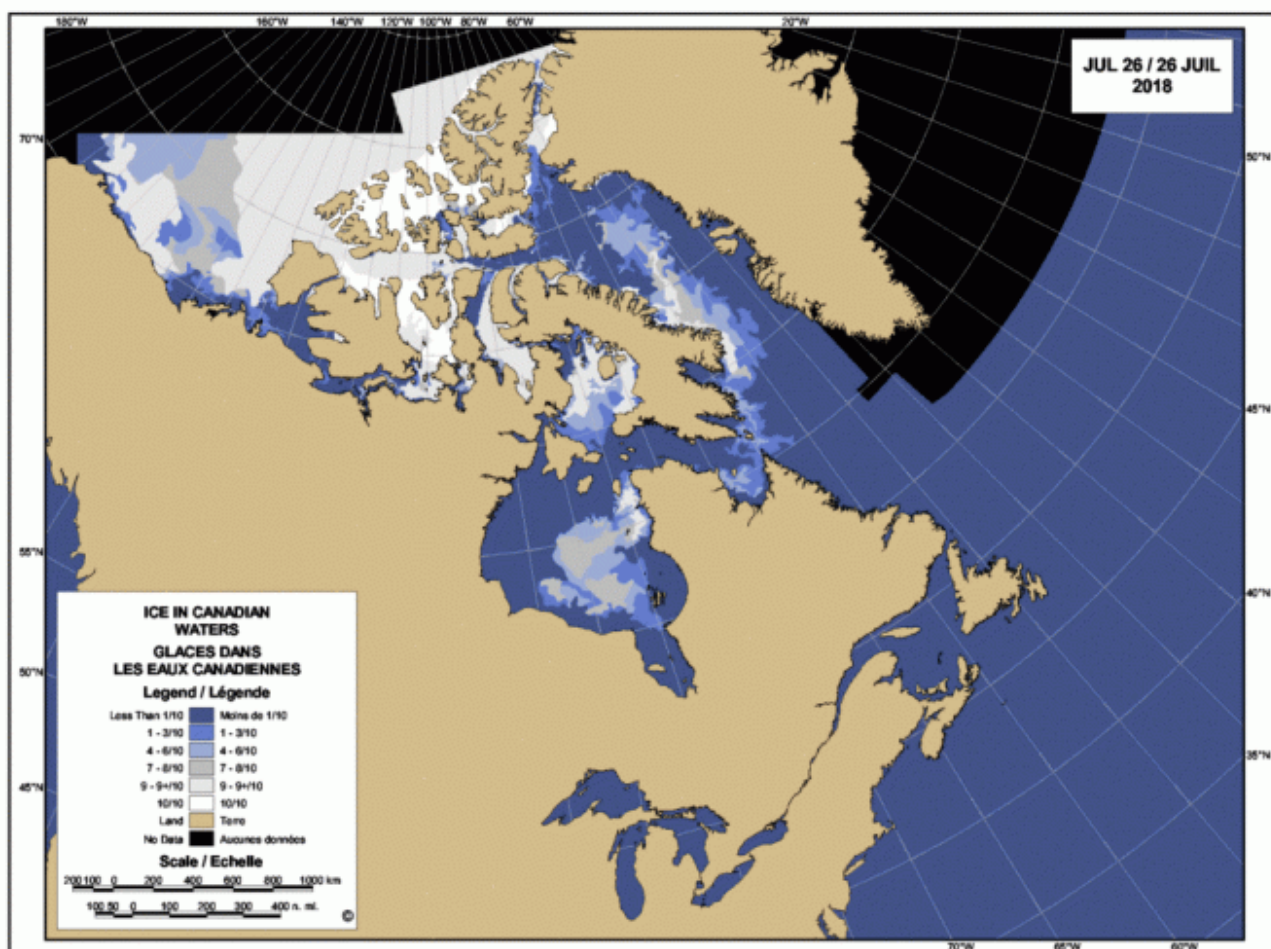 180°W 160°W 140°W 120°W 100°W 80°W 60°W 20°W
JUL 26 / 26 JUIL
2018
70°N
50°N
45°N
55°N
40°N
50°N
35°N
45°N
ICE IN CANADIAN
WATERS
GLACES DANS
LES EAUX CANADIENNES
Legend / Légende
Less Than 1/10 Moins de 1/10
1 - 3/10 1 - 3/10
4 - 6/10 4 - 6/10
7 - 8/10 7 - 8/10
9 - 9+/10 9 - 9+/10
10/10 10/10
Land Terre
No Data Aucunes données
Scale / Echelle
200 100 0 200 400 600 800 1000 km
100 50 0 100 200 300 400 n. mi.
©
70°W 65°W 60°W